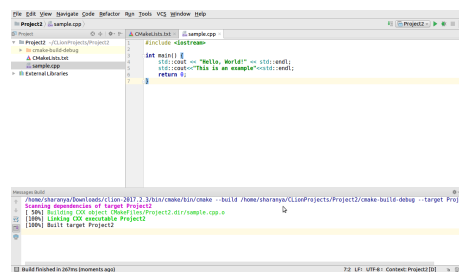 File Edit View Navigate Code Refactor Run Tools VCS Window Help
Project2 sample.cpp
Project2
Project
CMakeLists.txt
sample.cpp
Project2 ~/CLionProjects/Project2
cmake-build-debug
CMakeLists.txt
sample.cpp
External Libraries
1 #include <iostream>
2
3 int main() {
4 std::cout << "Hello, World!" << std::endl;
5 std::cout<<"This is an example"<<std::endl;
6 return 0;
7 }
Messages Build
/home/sharanya/Downloads/clion-2017.2.3/bin/cmake/bin/cmake --build /home/sharanya/CLionProjects/Project2/cmake-build-debug --target Proj
Scanning dependencies of target Project2
[ 50%] Building CXX object CMakeFiles/Project2.dir/sample.cpp.o
[100%] Linking CXX executable Project2
[100%] Built target Project2
Build finished in 267ms (moments ago)
7:2 LF÷ UTF-8÷ Context: Project2 [D]